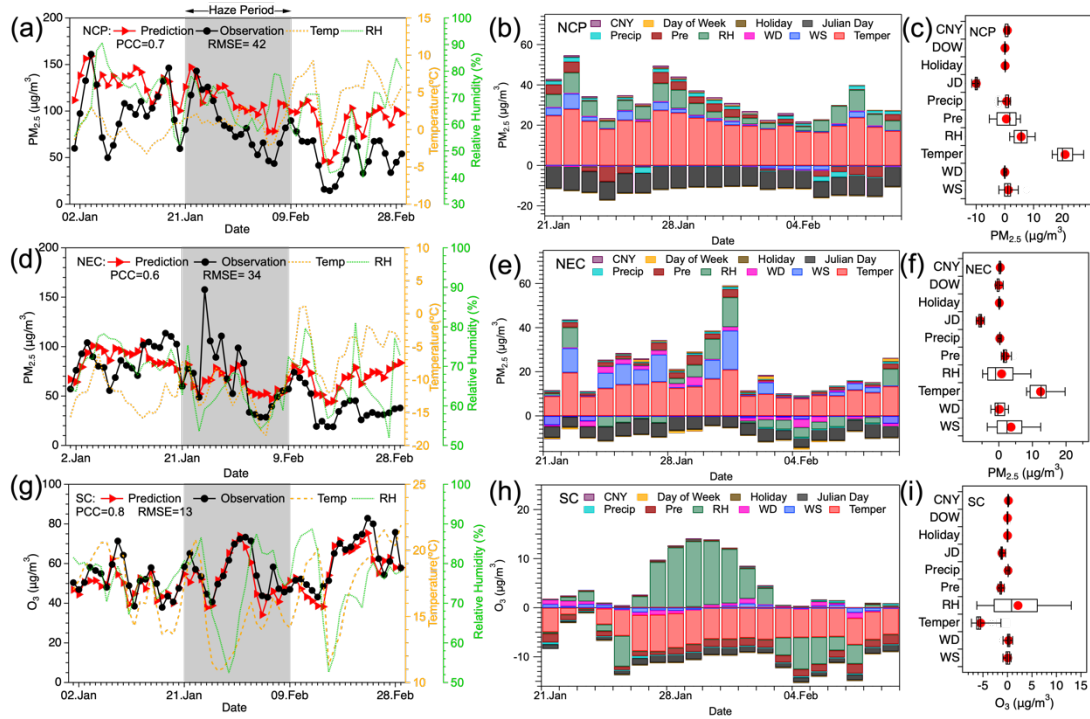 (a)
Haze Period
NCP: Prediction Observation Temp RH
PCC=0.7 RMSE= 42
PM2.5 (μg/m3)
200
150
100
50
0
Temperature(ºC)
15
10
5
0
-5
-10
Relative Humidity (%)
100
90
80
70
60
50
40
30
02.Jan 21.Jan 09.Feb 28.Feb
Date
(b)
CNY Day of Week Holiday Julian Day
Precip Pre RH WD WS Temper
PM2.5 (μg/m3)
60
40
20
0
-20
21.Jan 28.Jan 04.Feb
Date
(c)
NCP
CNY
DOW
Holiday
JD
Precip
Pre
RH
Temper
WD
WS
-10 0 10 20
PM2.5 (μg/m3)
(d)
NEC: Prediction Observation Temp RH
PCC=0.6 RMSE= 34
PM2.5 (μg/m3)
200
150
100
50
0
Temperature(ºC)
10
5
0
-5
-10
-15
-20
Relative Humidity (%)
100
90
80
70
60
50
2.Jan 21.Jan 9.Feb 28.Feb
Date
(e)
CNY Day of Week Holiday Julian Day
Precip Pre RH WD WS Temper
PM2.5 (μg/m3)
60
40
20
0
21.Jan 28.Jan 04.Feb
Date
(f)
NEC
CNY
DOW
Holiday
JD
Precip
Pre
RH
Temper
WD
WS
-10 0 10 20
PM2.5 (μg/m3)
(g)
SC: Prediction Observation Temp RH
PCC=0.8 RMSE=13
O3 (μg/m3)
100
80
60
40
20
0
Temperature(ºC)
25
20
15
10
Relative Humidity (%)
100
90
80
70
60
50
02.Jan 21.Jan 09.Feb 28.Feb
Date
(h)
CNY Day of Week Holiday Julian Day
Precip Pre RH WD WS Temper
O3 (μg/m3)
20
10
0
-10
21.Jan 28.Jan 04.Feb
Date
(i)
SC
CNY
DOW
Holiday
JD
Precip
Pre
RH
Temper
WD
WS
-5 0 5 10 15
O3 (μg/m3)